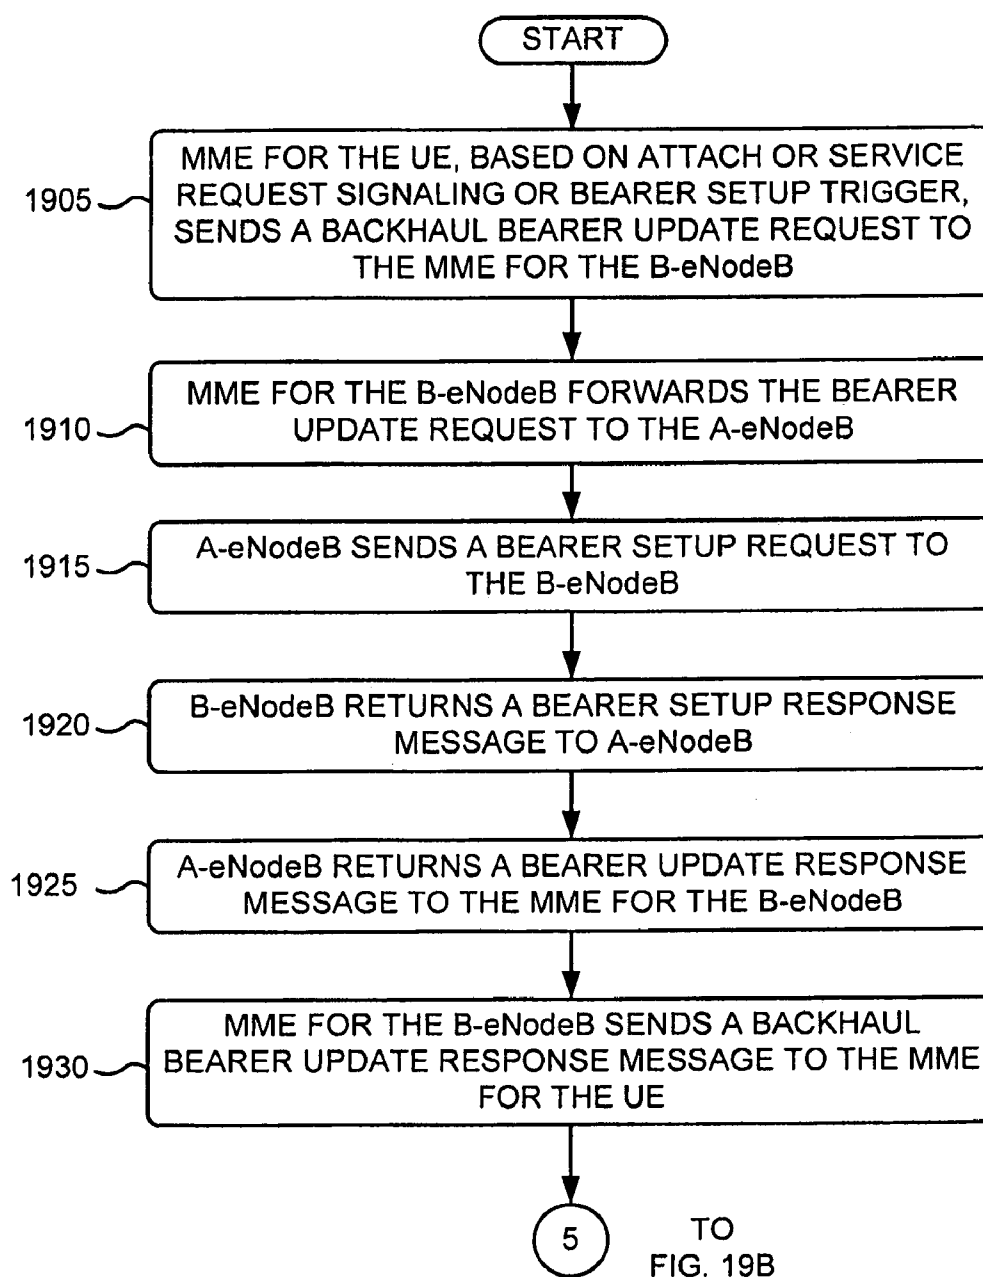 START
1905
MME FOR THE UE, BASED ON ATTACH OR SERVICE
REQUEST SIGNALING OR BEARER SETUP TRIGGER,
SENDS A BACKHAUL BEARER UPDATE REQUEST TO
THE MME FOR THE B-eNodeB
1910
MME FOR THE B-eNodeB FORWARDS THE BEARER
UPDATE REQUEST TO THE A-eNodeB
1915
A-eNodeB SENDS A BEARER SETUP REQUEST TO
THE B-eNodeB
1920
B-eNodeB RETURNS A BEARER SETUP RESPONSE
MESSAGE TO A-eNodeB
1925
A-eNodeB RETURNS A BEARER UPDATE RESPONSE
MESSAGE TO THE MME FOR THE B-eNodeB
1930
MME FOR THE B-eNodeB SENDS A BACKHAUL
BEARER UPDATE RESPONSE MESSAGE TO THE MME
FOR THE UE
5
TO
FIG. 19B